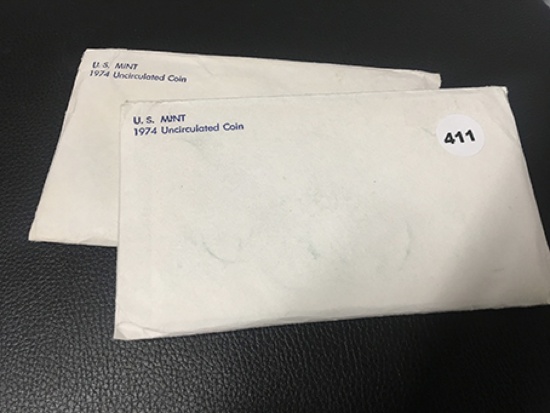 U. S. MINT
1974 Uncirculated Coin
U. S. MINT
1974 Uncirculated Coin
411